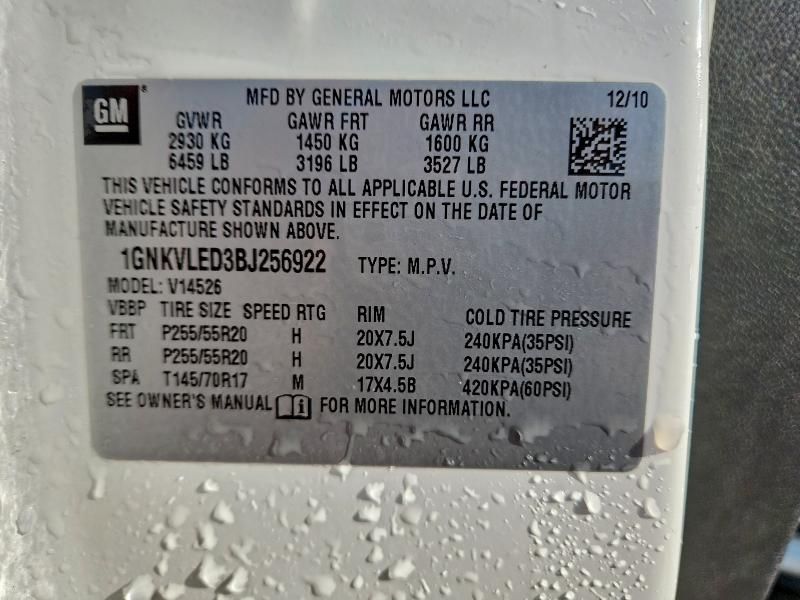 GM MFD BY GENERAL MOTORS LLC 12/10
GVWR GAWR FRT GAWR RR
2930 KG 1450 KG 1600 KG
6459 LB 3196 LB 3527 LB
THIS VEHICLE CONFORMS TO ALL APPLICABLE U.S. FEDERAL MOTOR
VEHICLE SAFETY STANDARDS IN EFFECT ON THE DATE OF
MANUFACTURE SHOWN ABOVE.
1GNKVLED3BJ256922 TYPE: M.P.V.
MODEL: V14526
VBBP TIRE SIZE SPEED RTG RIM COLD TIRE PRESSURE
FRT P255/55R20 H 20X7.5J 240KPA(35PSI)
RR P255/55R20 H 20X7.5J 240KPA(35PSI)
SPA T145/70R17 M 17X4.5B 420KPA(60PSI)
SEE OWNER'S MANUAL i FOR MORE INFORMATION.